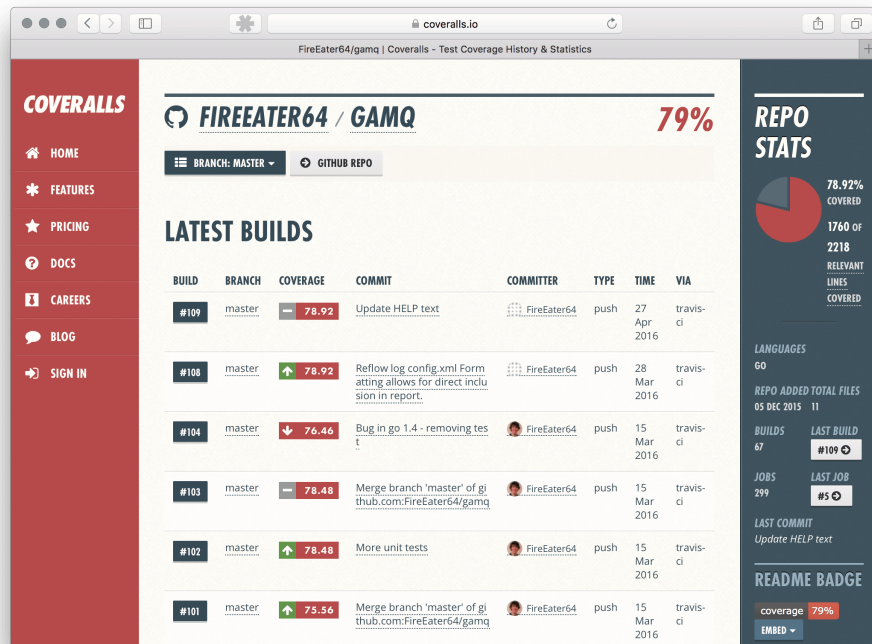 coveralls.io
FireEater64/gamq | Coveralls - Test Coverage History & Statistics
COVERALLS
HOME
FEATURES
PRICING
DOCS
CAREERS
BLOG
SIGN IN
FIREEATER64 / GAMQ
79%
BRANCH: MASTER
GITHUB REPO
LATEST BUILDS
BUILD BRANCH COVERAGE COMMIT COMMITTER TYPE TIME VIA
#109 master 78.92 Update HELP text FireEater64 push 27 travis-
Apr ci
2016
#108 master 78.92 Reflow log config.xml Form FireEater64 push 28 travis-
atting allows for direct inclu Mar ci
sion in report. 2016
#104 master 76.46 Bug in go 1.4 - removing tes FireEater64 push 15 travis-
t Mar ci
2016
#103 master 78.48 Merge branch 'master' of gi FireEater64 push 15 travis-
thub.com:FireEater64/gamq Mar ci
2016
#102 master 78.48 More unit tests FireEater64 push 15 travis-
Mar ci
2016
#101 master 75.56 Merge branch 'master' of gi FireEater64 push 15 travis-
thub.com:FireEater64/gamq Mar ci
2016
REPO
STATS
78.92%
COVERED
1760 OF
2218
RELEVANT
LINES
COVERED
LANGUAGES
GO
REPO ADDED TOTAL FILES
05 DEC 2015 11
BUILDS LAST BUILD
67 #109
JOBS LAST JOB
299 #5
LAST COMMIT
Update HELP text
README BADGE
coverage 79%
EMBED